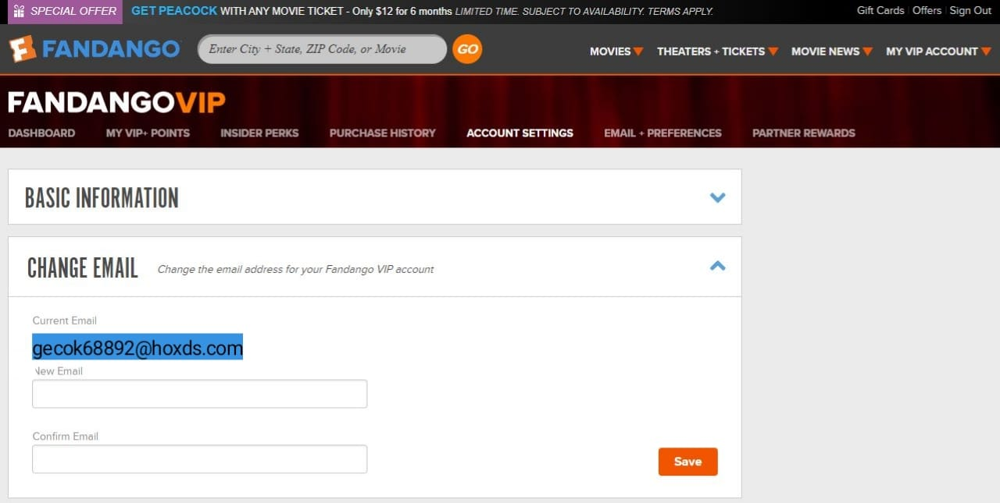 SPECIAL OFFER GET PEACOCK WITH ANY MOVIE TICKET - Only $12 for 6 months LIMITED TIME. SUBJECT TO AVAILABILITY. TERMS APPLY. Gift Cards | Offers | Sign Out
FANDANGO Enter City + State, ZIP Code, or Movie GO MOVIES THEATERS + TICKETS MOVIE NEWS MY VIP ACCOUNT
FANDANGOVIP
DASHBOARD MY VIP+ POINTS INSIDER PERKS PURCHASE HISTORY ACCOUNT SETTINGS EMAIL + PREFERENCES PARTNER REWARDS
BASIC INFORMATION
CHANGE EMAIL Change the email address for your Fandango VIP account
Current Email
gecok68892@hoxds.com
New Email
Confirm Email
Save